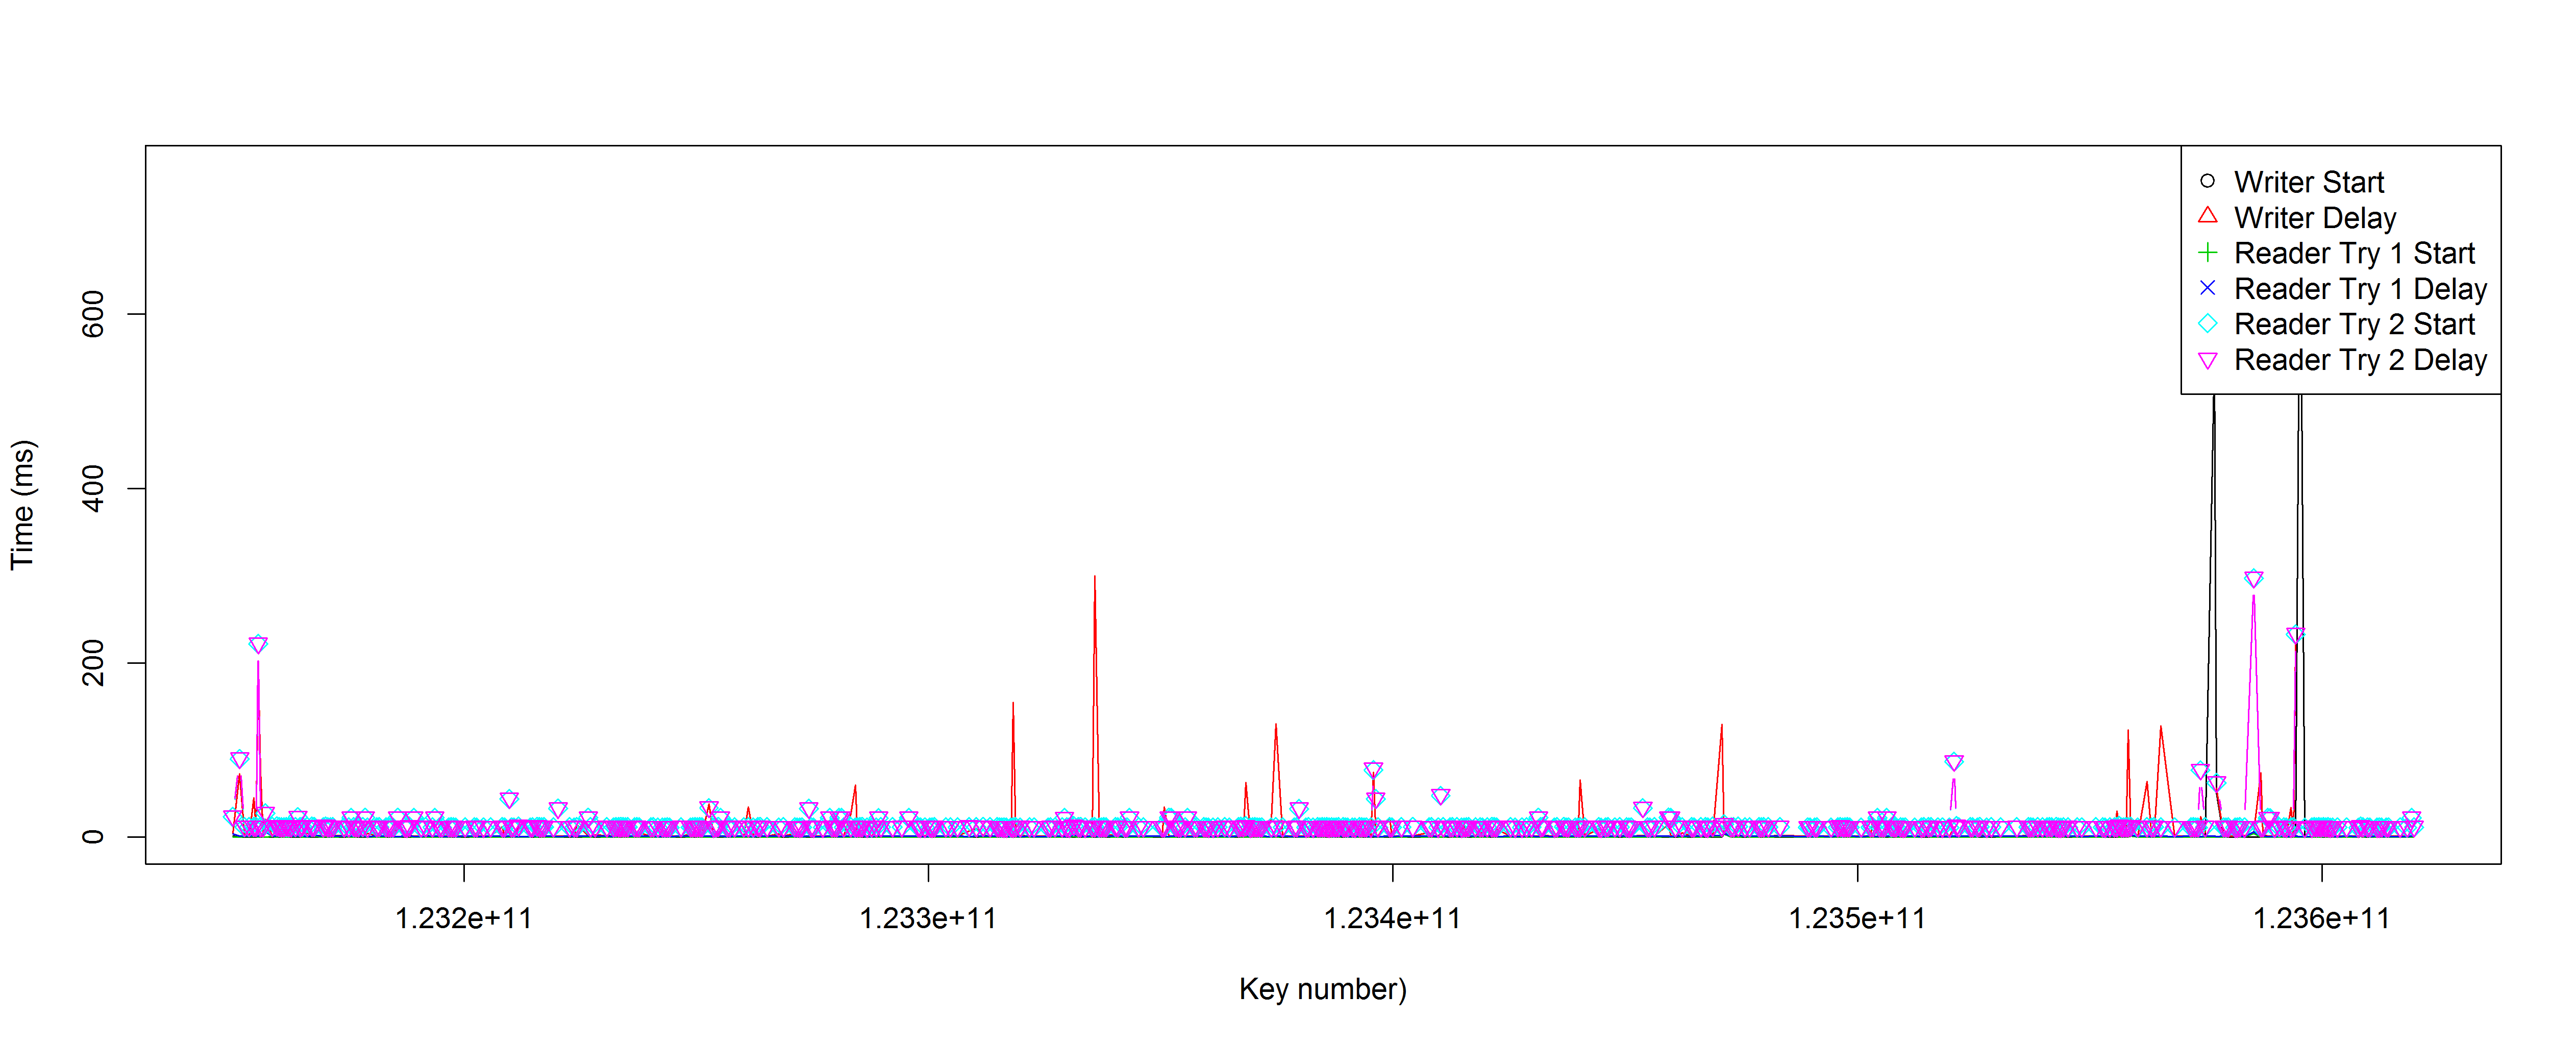 Writer Start
Writer Delay
Reader Try 1 Start
Reader Try 1 Delay
Reader Try 2 Start
Reader Try 2 Delay
Time (ms)
600
400
200
0
1.232e+11 1.233e+11 1.234e+11 1.235e+11 1.236e+11
Key number)